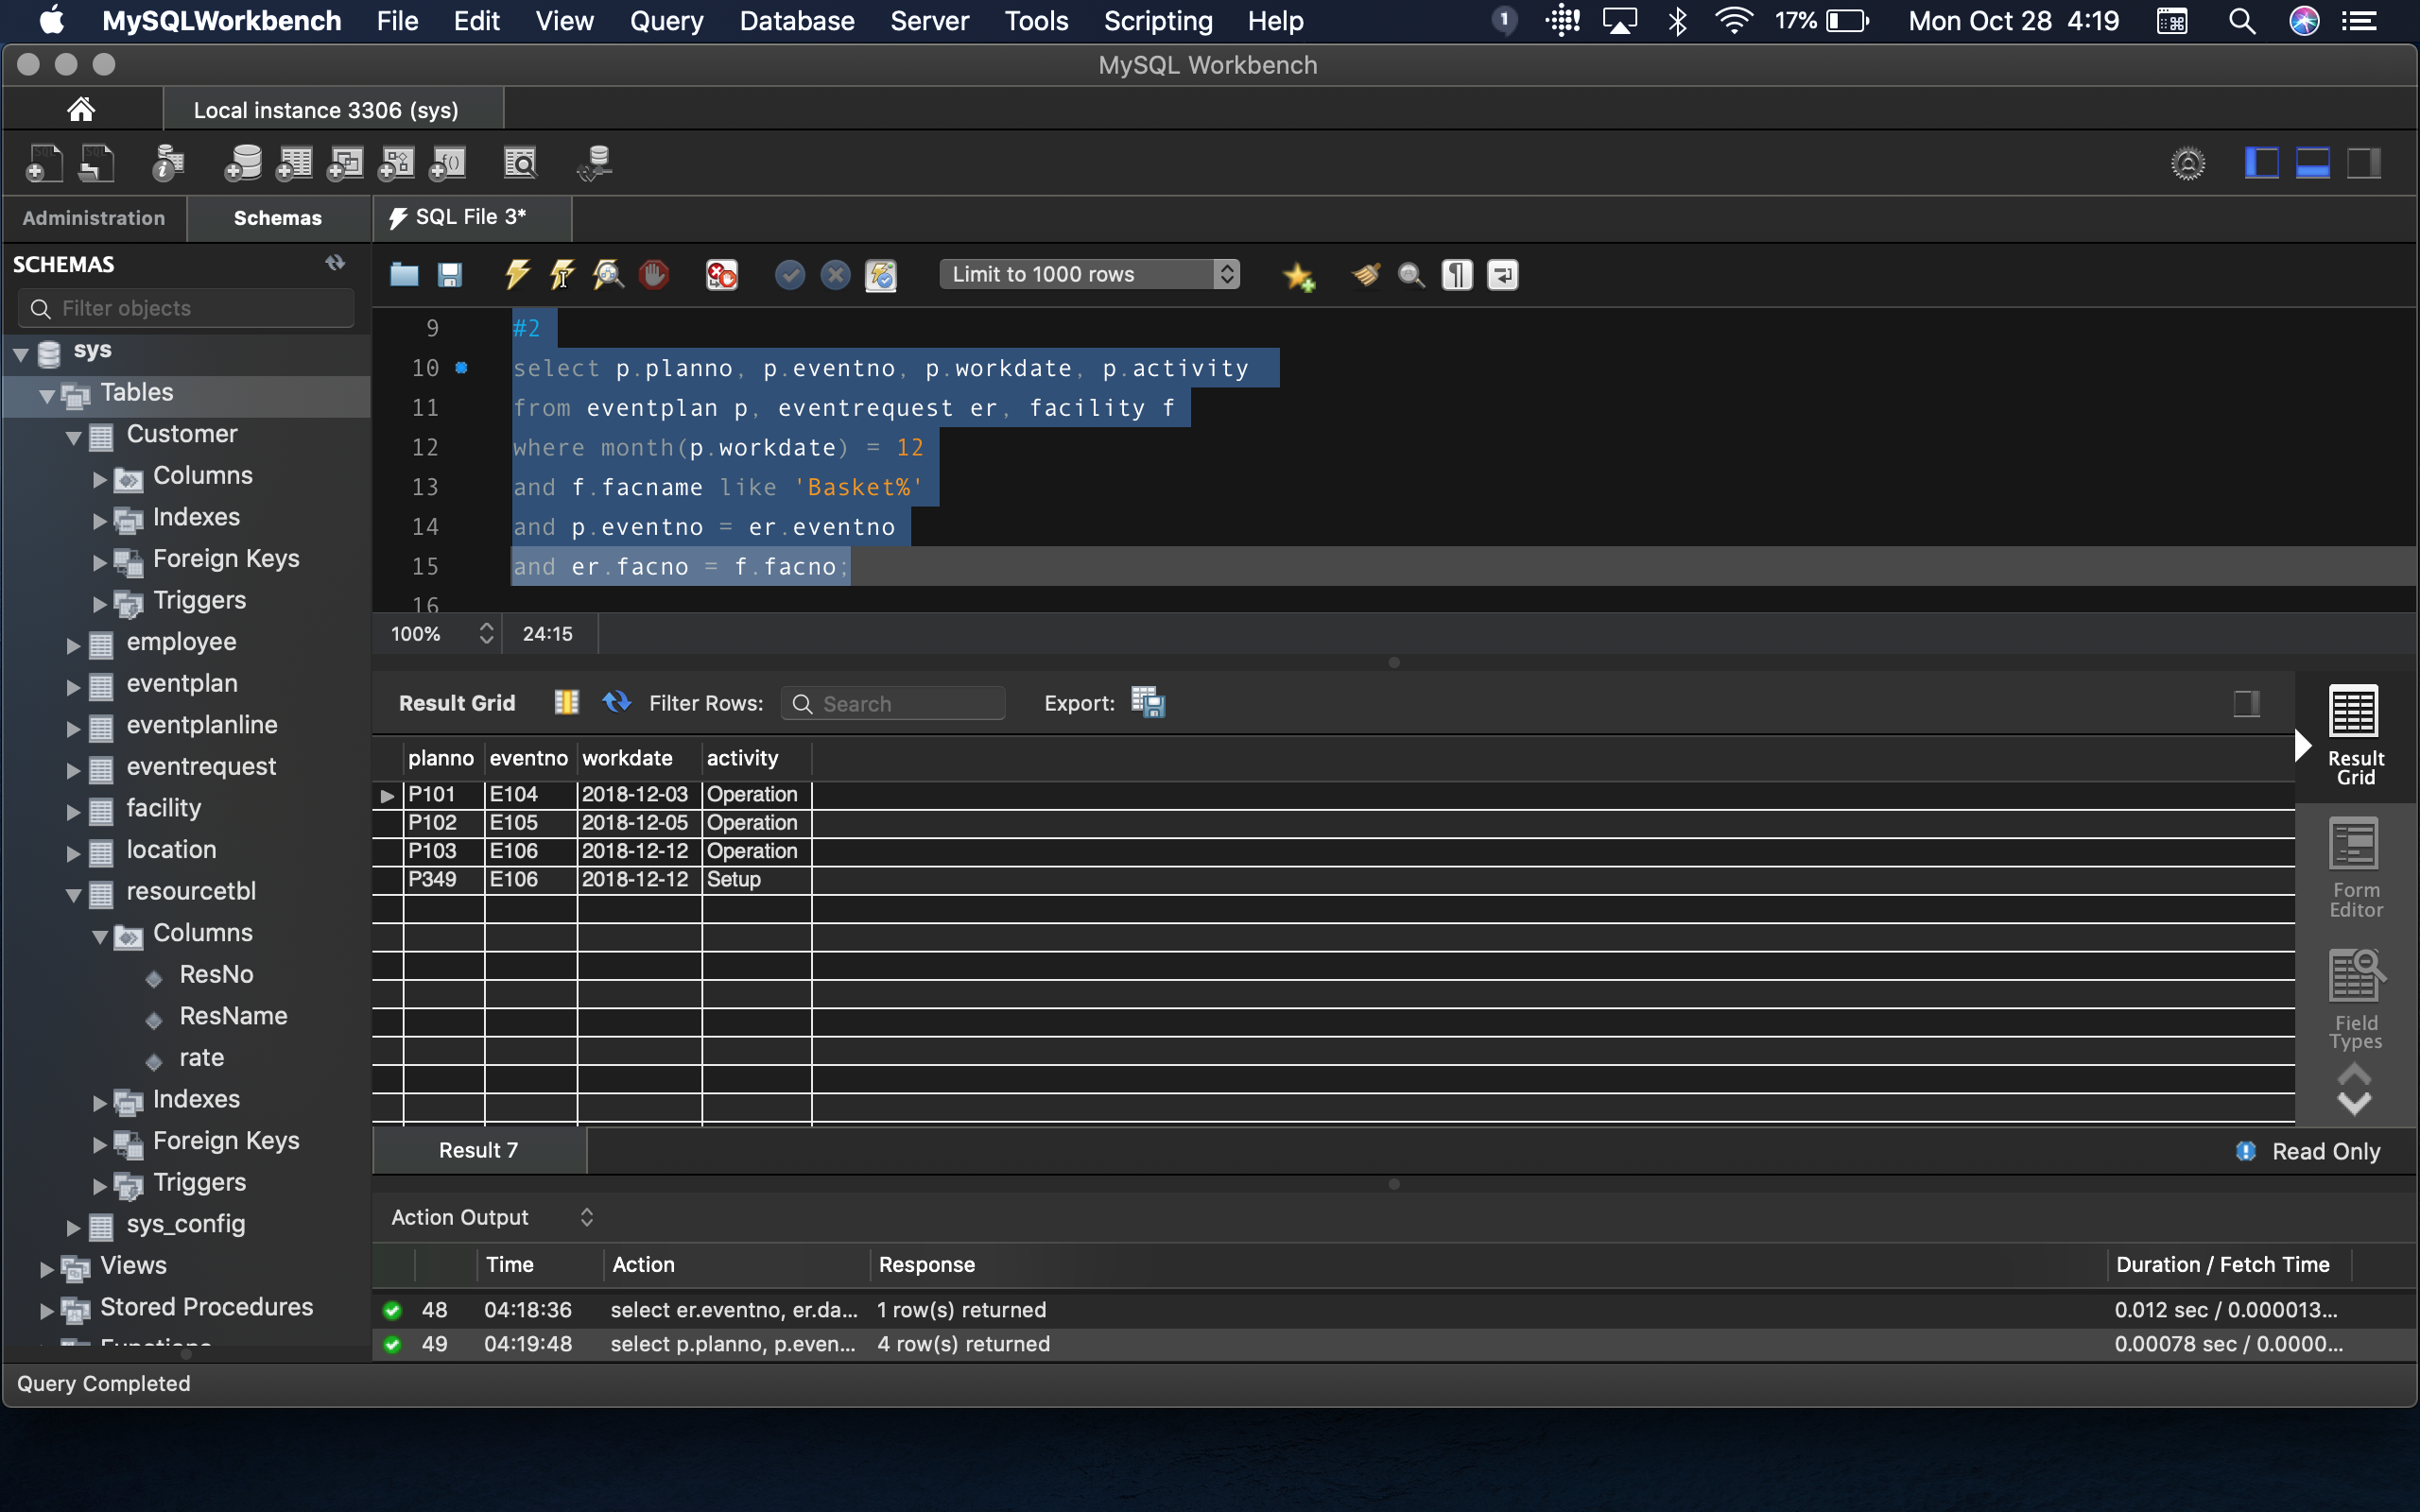 MySQLWorkbench File Edit View Query Database Server Tools Scripting Help 1 17% Mon Oct 28 4:19
MySQL Workbench
Local instance 3306 (sys)
Administration Schemas SQL File 3*
SCHEMAS
Limit to 1000 rows
Filter objects
sys
Tables
Customer
Columns
Indexes
Foreign Keys
Triggers
employee
eventplan
eventplanline
eventrequest
facility
location
resourcetbl
Columns
ResNo
ResName
rate
Indexes
Foreign Keys
Triggers
sys_config
Views
Stored Procedures
Functions
9 #2
10 select p.planno, p.eventno, p.workdate, p.activity
11 from eventplan p, eventrequest er, facility f
12 where month(p.workdate) = 12
13 and f.facname like 'Basket%'
14 and p.eventno = er.eventno
15 and er.facno = f.facno;
16
100% 24:15
Result Grid Filter Rows: Search Export:
planno eventno workdate activity
P101 E104 2018-12-03 Operation
P102 E105 2018-12-05 Operation
P103 E106 2018-12-12 Operation
P349 E106 2018-12-12 Setup
Result
Grid
Form
Editor
Field
Types
Result 7 Read Only
Action Output
Time Action Response Duration / Fetch Time
48 04:18:36 select er.eventno, er.da... 1 row(s) returned 0.012 sec / 0.000013...
49 04:19:48 select p.planno, p.even... 4 row(s) returned 0.00078 sec / 0.0000...
Query Completed